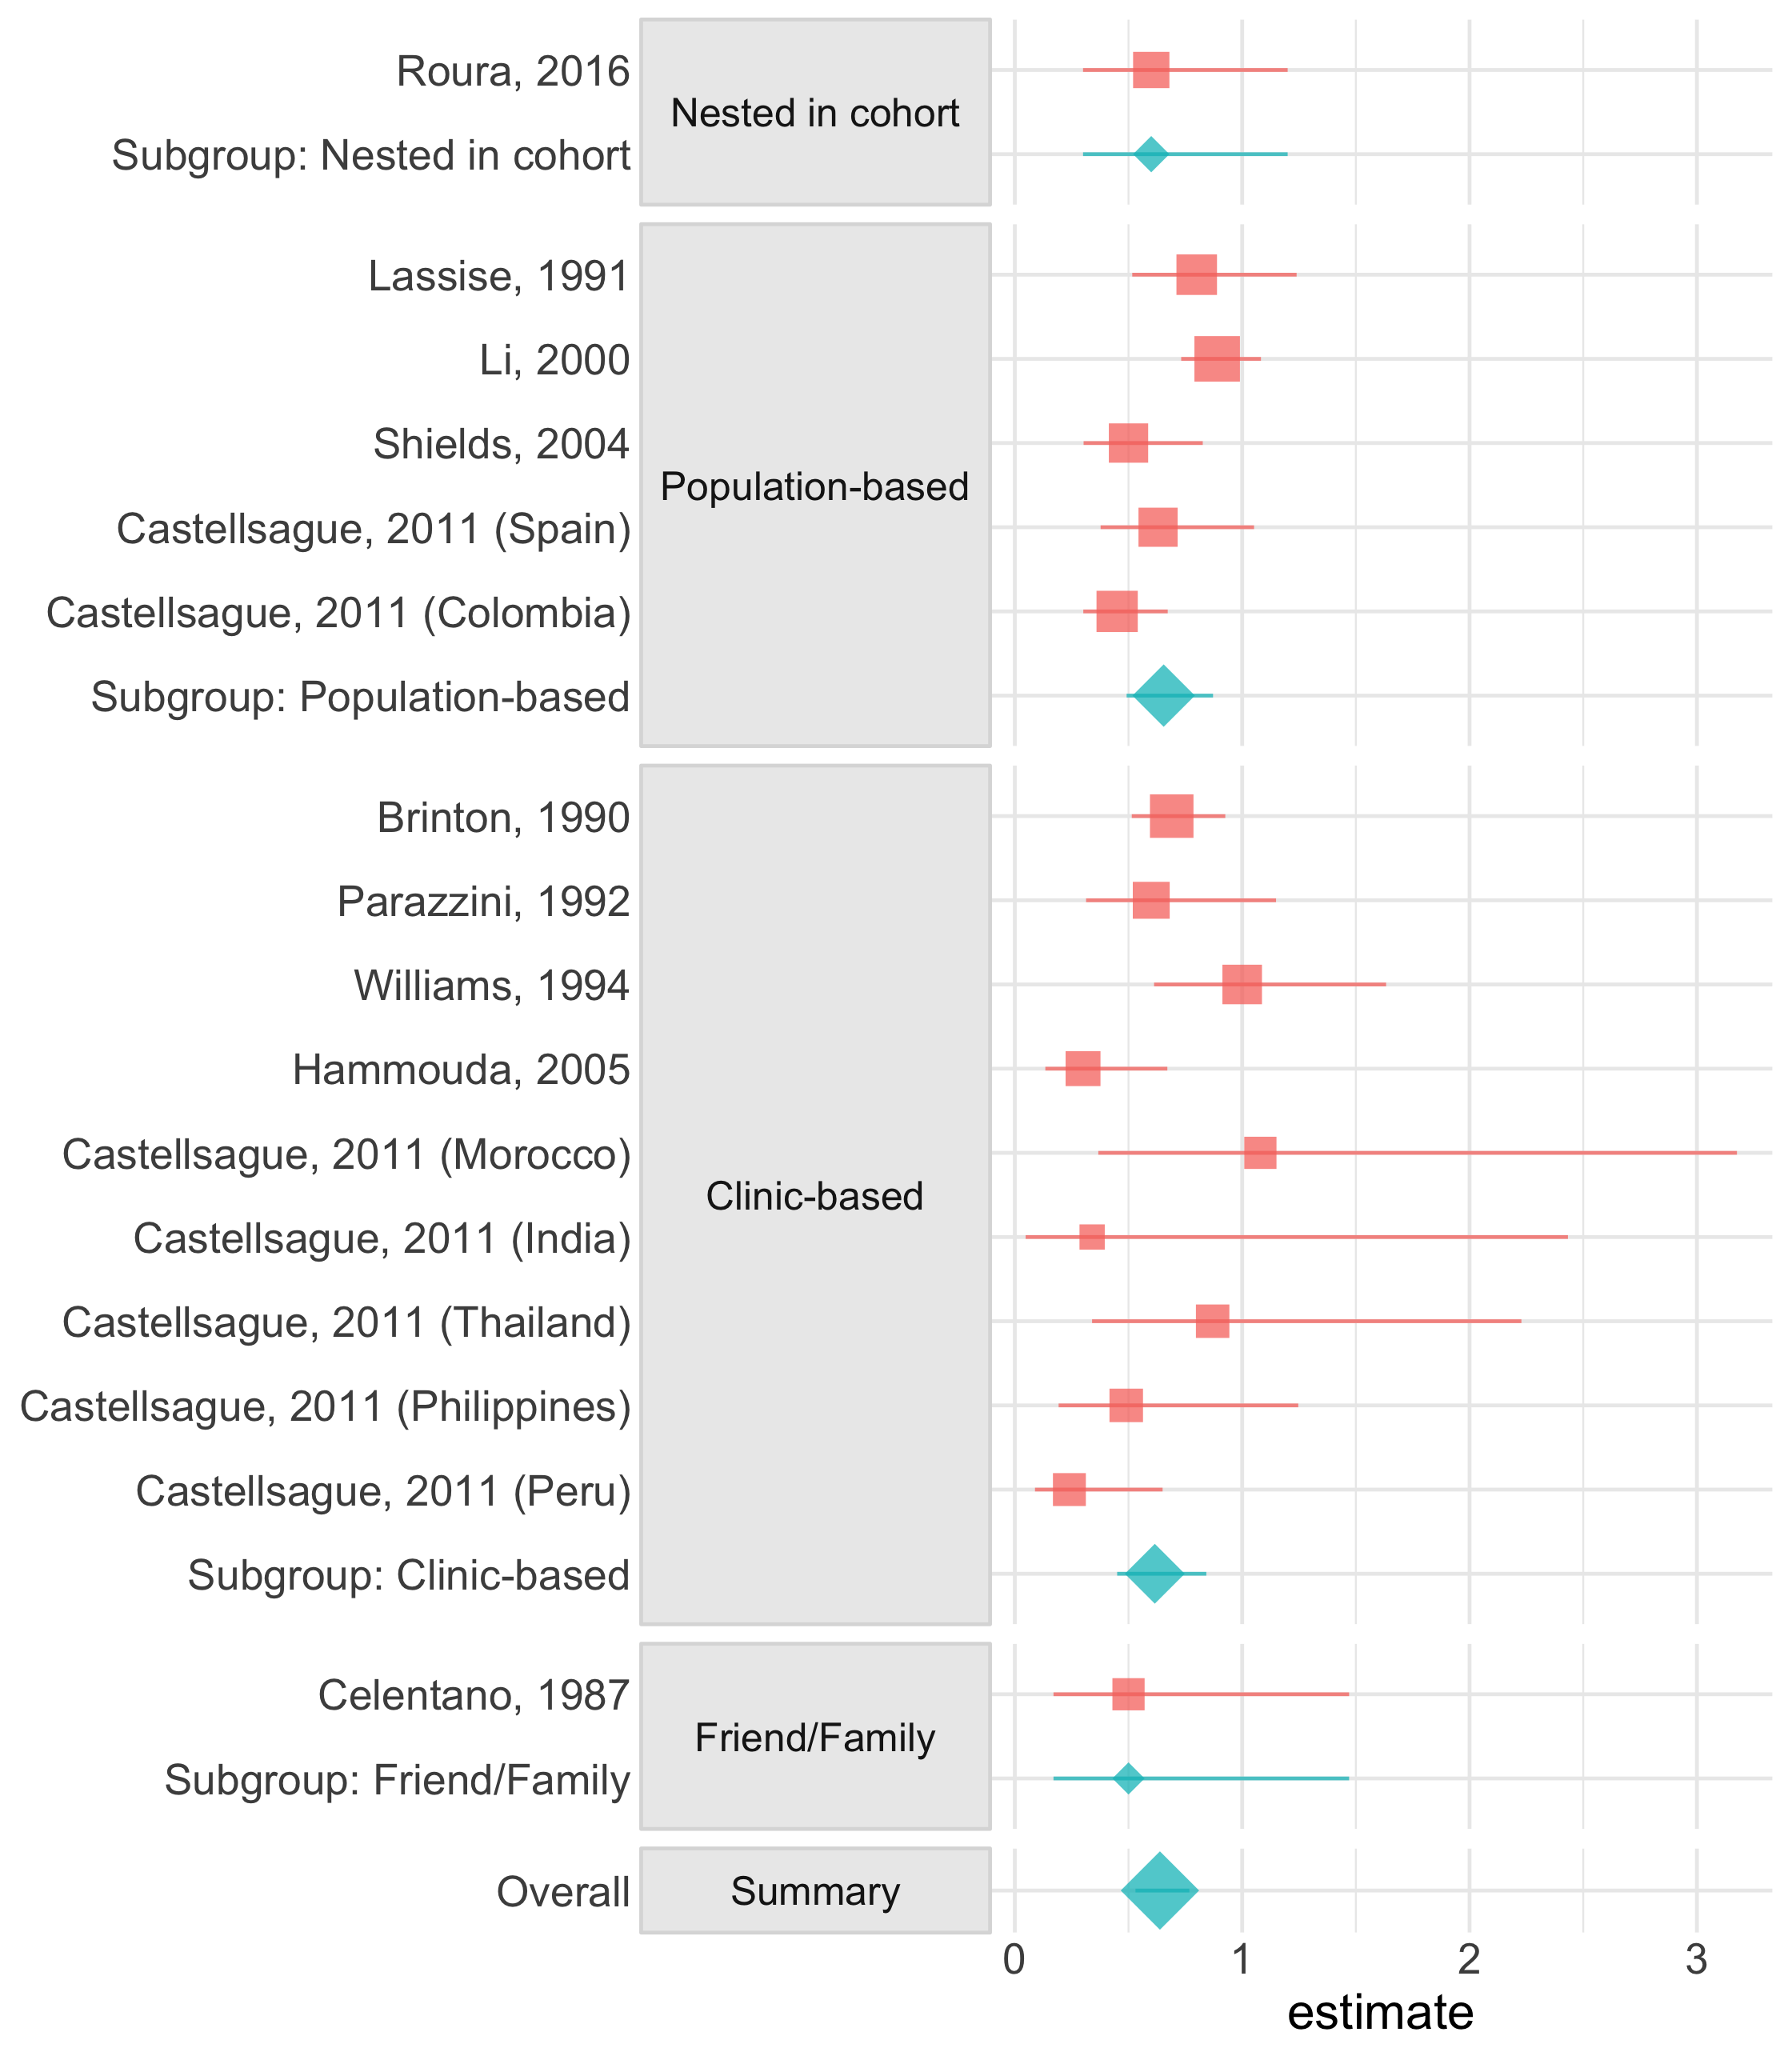 Roura, 2016
Subgroup: Nested in cohort
Nested in cohort
Lassise, 1991
Li, 2000
Shields, 2004
Castellsague, 2011 (Spain)
Castellsague, 2011 (Colombia)
Subgroup: Population-based
Population-based
Brinton, 1990
Parazzini, 1992
Williams, 1994
Hammouda, 2005
Castellsague, 2011 (Morocco)
Castellsague, 2011 (India)
Castellsague, 2011 (Thailand)
Castellsague, 2011 (Philippines)
Castellsague, 2011 (Peru)
Subgroup: Clinic-based
Clinic-based
Celentano, 1987
Subgroup: Friend/Family
Friend/Family
Overall
Summary
0 1 2 3
estimate